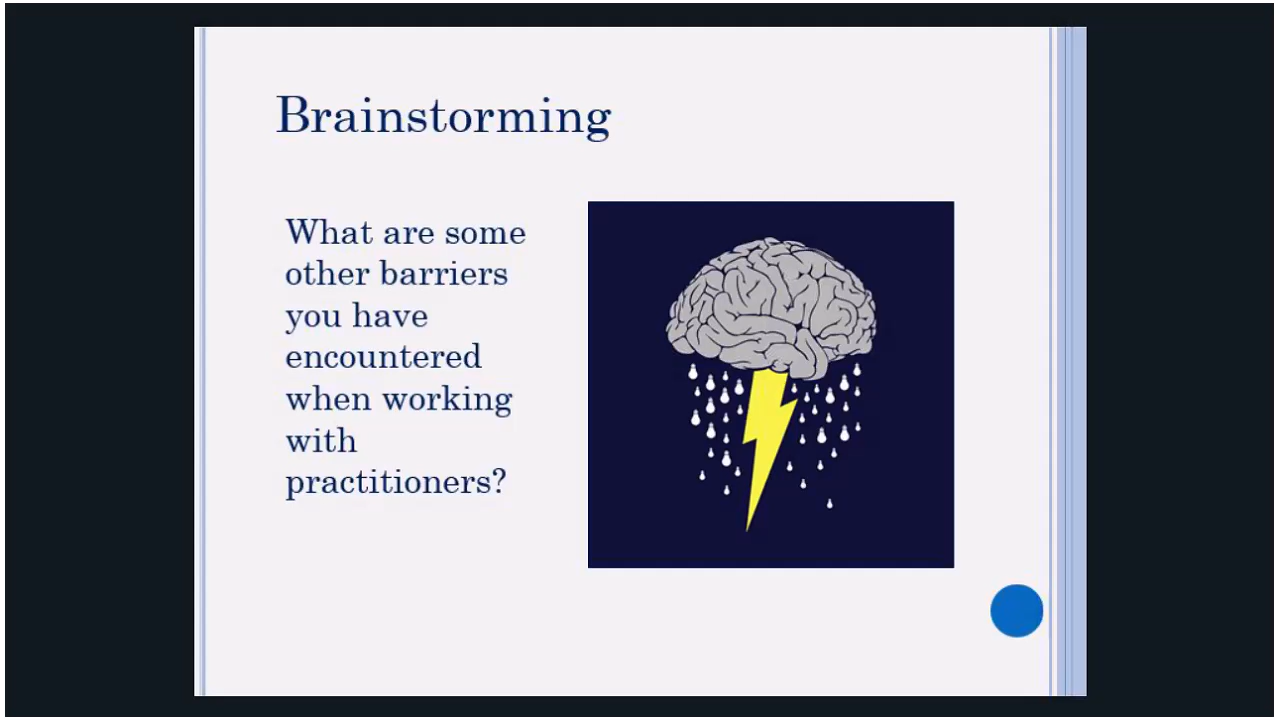 Brainstorming
What are some
other barriers
you have
encountered
when working
with
practitioners?